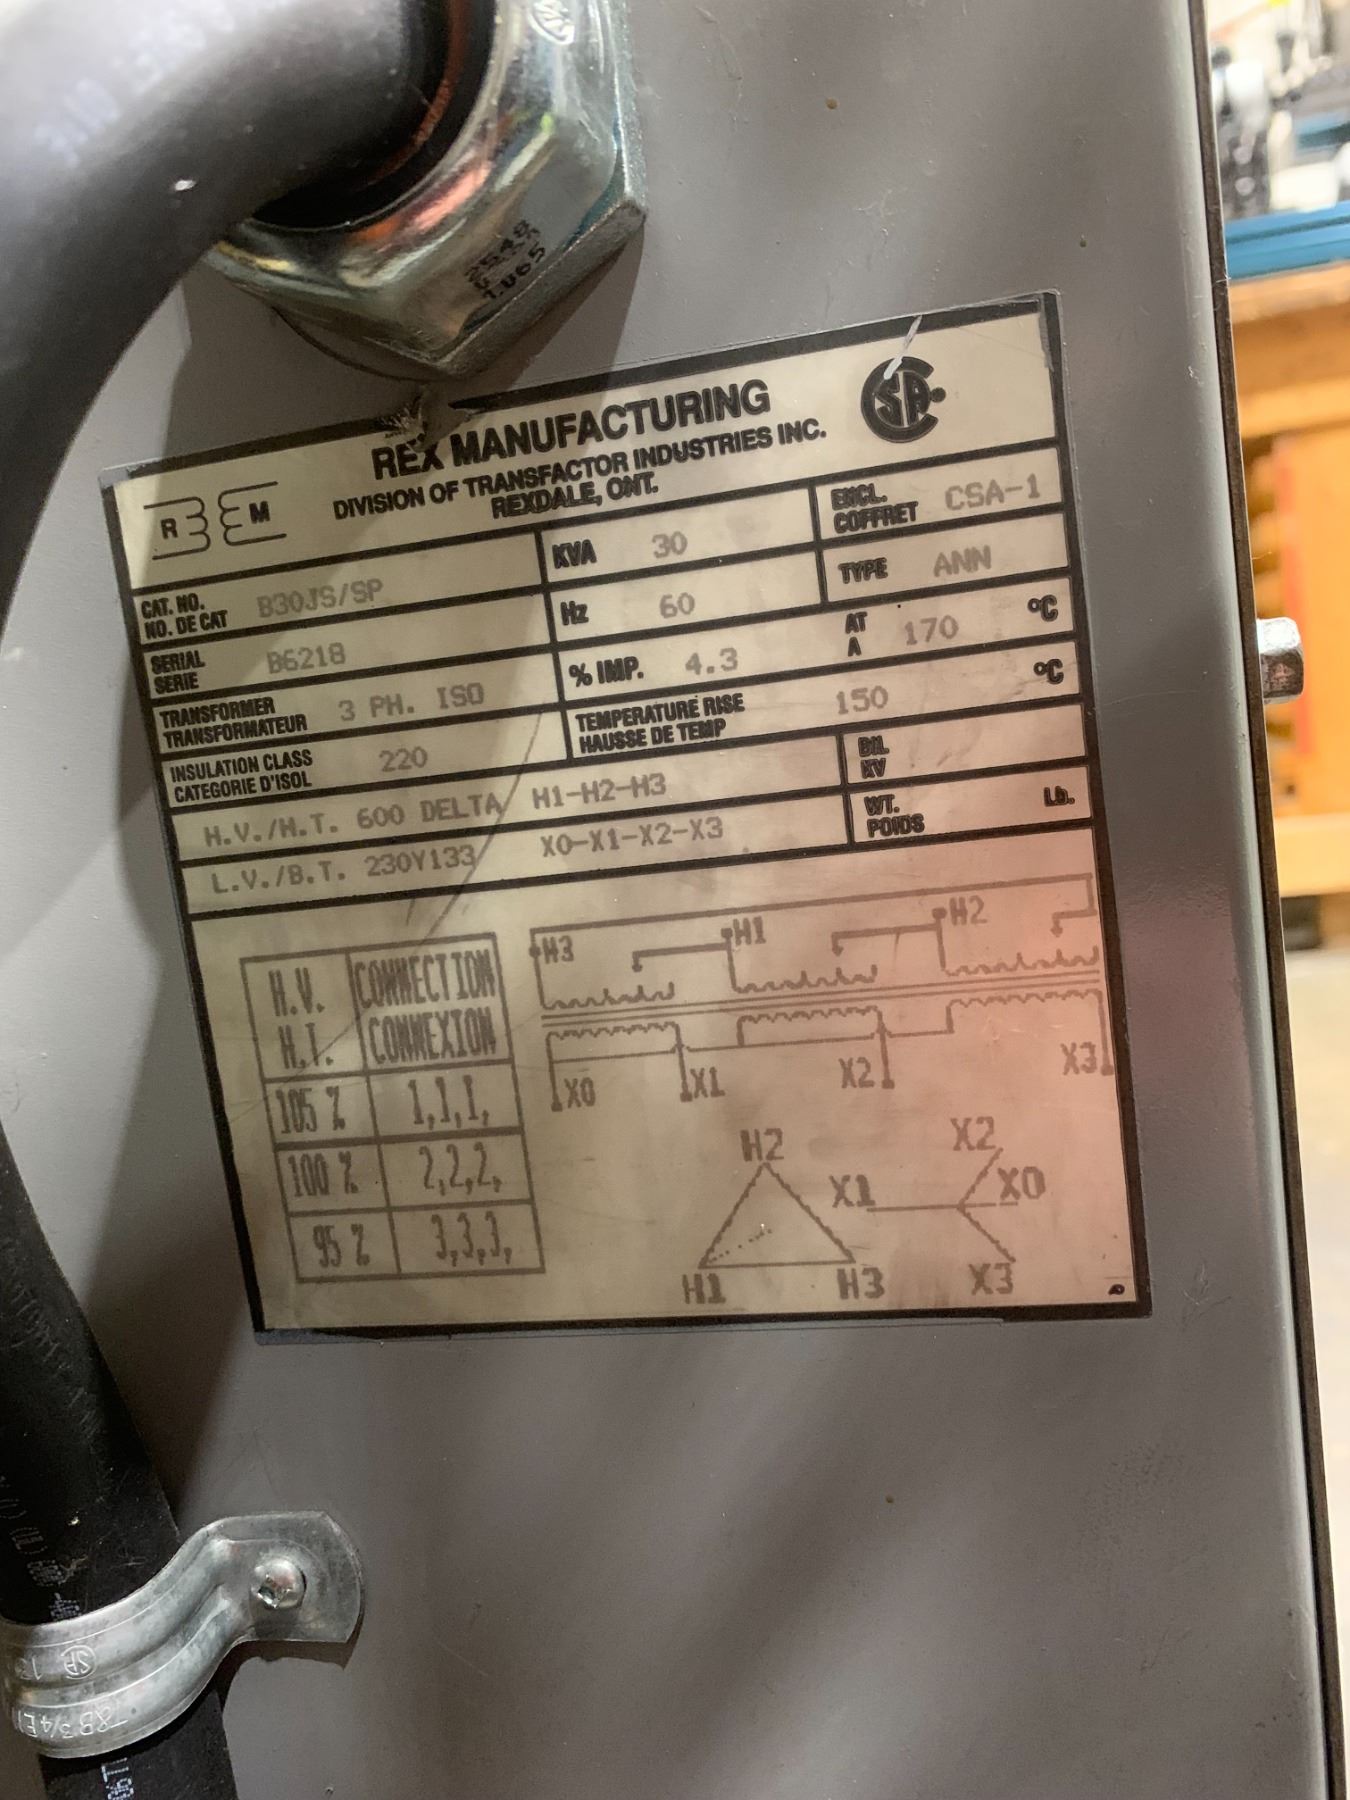 REX MANUFACTURING
DIVISION OF TRANSFACTOR INDUSTRIES INC.
REXDALE, ONT.
R M
CSA
CAT. NO.
NO. DE CAT
B30JS/SP
KVA 30
ENCL.
COFFRET
CSA-1
SERIAL
SERIE
B6218
Hz 60
TYPE ANN
TRANSFORMER
TRANSFORMATEUR
3 PH. ISO
% IMP. 4.3
AT
A
170 °C
INSULATION CLASS
CATEGORIE D'ISOL
220
TEMPERATURE RISE
HAUSSE DE TEMP
150 °C
H.V./H.T. 600 DELTA H1-H2-H3
BIL
KV
L.V./B.T. 230Y133 X0-X1-X2-X3
WT.
POIDS
Lb.
H.V. CONNECTION
H.T. CONNEXION
105 % 1,1,1,
100 % 2,2,2,
95 % 3,3,3,
H3 H1 H2
X0 X1 X2 X3
H2
H1 H3
X2
X1 X0
X3